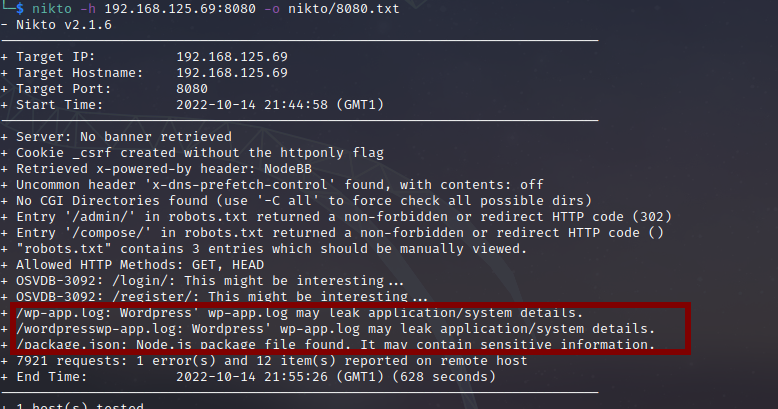 └─$ nikto -h 192.168.125.69:8080 -o nikto/8080.txt
- Nikto v2.1.6
---------------------------------------------------------------------------
+ Target IP:          192.168.125.69
+ Target Hostname:    192.168.125.69
+ Target Port:        8080
+ Start Time:         2022-10-14 21:44:58 (GMT1)
---------------------------------------------------------------------------
+ Server: No banner retrieved
+ Cookie _csrf created without the httponly flag
+ Retrieved x-powered-by header: NodeBB
+ Uncommon header 'x-dns-prefetch-control' found, with contents: off
+ No CGI Directories found (use '-C all' to force check all possible dirs)
+ Entry '/admin/' in robots.txt returned a non-forbidden or redirect HTTP code (302)
+ Entry '/compose/' in robots.txt returned a non-forbidden or redirect HTTP code ()
+ "robots.txt" contains 3 entries which should be manually viewed.
+ Allowed HTTP Methods: GET, HEAD
+ OSVDB-3092: /login/: This might be interesting...
+ OSVDB-3092: /register/: This might be interesting...
+ /wp-app.log: Wordpress' wp-app.log may leak application/system details.
+ /wordpresswp-app.log: Wordpress' wp-app.log may leak application/system details.
+ /package.json: Node.js package file found. It may contain sensitive information.
+ 7921 requests: 1 error(s) and 12 item(s) reported on remote host
+ End Time:           2022-10-14 21:55:26 (GMT1) (628 seconds)
---------------------------------------------------------------------------
+ 1 host(s) tested